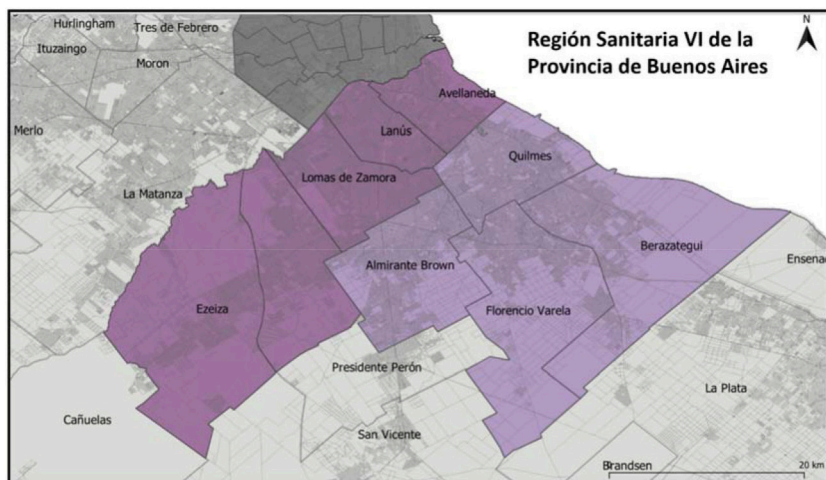 Región Sanitaria VI de la
Provincia de Buenos Aires
N
Hurlingham
Tres de Febrero
Ituzaingo
Moron
Merlo
La Matanza
Avellaneda
Lanús
Quilmes
Lomas de Zamora
Berazategui
Ensenad
Almirante Brown
Ezeiza
Florencio Varela
Presidente Perón
La Plata
Cañuelas
San Vicente
Brandsen
0
20 km